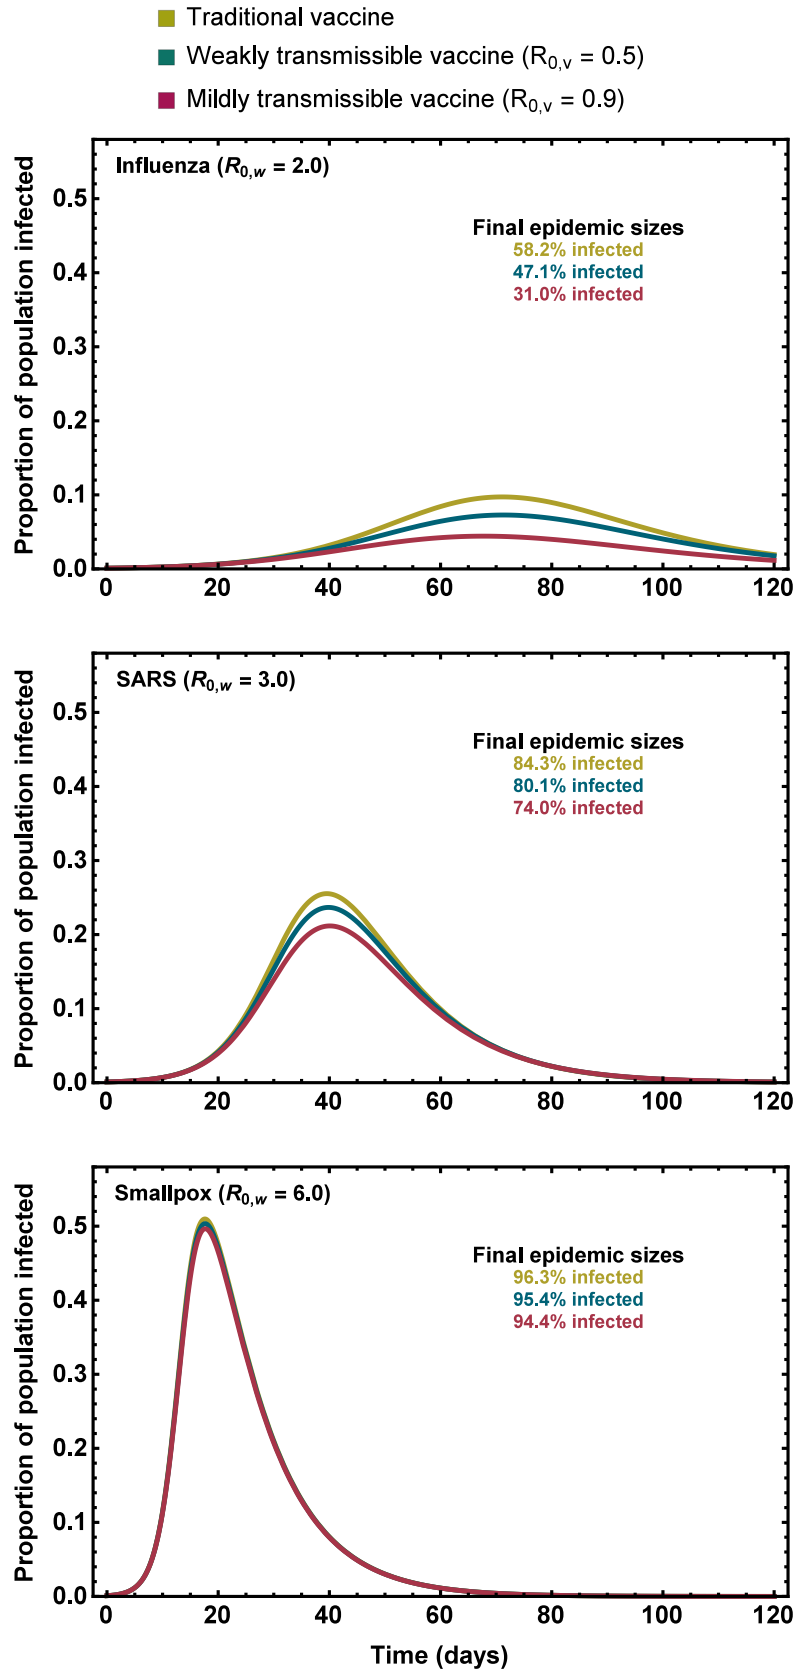 Traditional vaccine
Weakly transmissible vaccine (R0,v = 0.5)
Mildly transmissible vaccine (R0,v = 0.9)
Influenza (R0,w = 2.0)
Final epidemic sizes
58.2% infected
47.1% infected
31.0% infected
Proportion of population infected
0.5
0.4
0.3
0.2
0.1
0.0
0 20 40 60 80 100 120
SARS (R0,w = 3.0)
Final epidemic sizes
84.3% infected
80.1% infected
74.0% infected
Proportion of population infected
0.5
0.4
0.3
0.2
0.1
0.0
0 20 40 60 80 100 120
Smallpox (R0,w = 6.0)
Final epidemic sizes
96.3% infected
95.4% infected
94.4% infected
Proportion of population infected
0.5
0.4
0.3
0.2
0.1
0.0
0 20 40 60 80 100 120
Time (days)